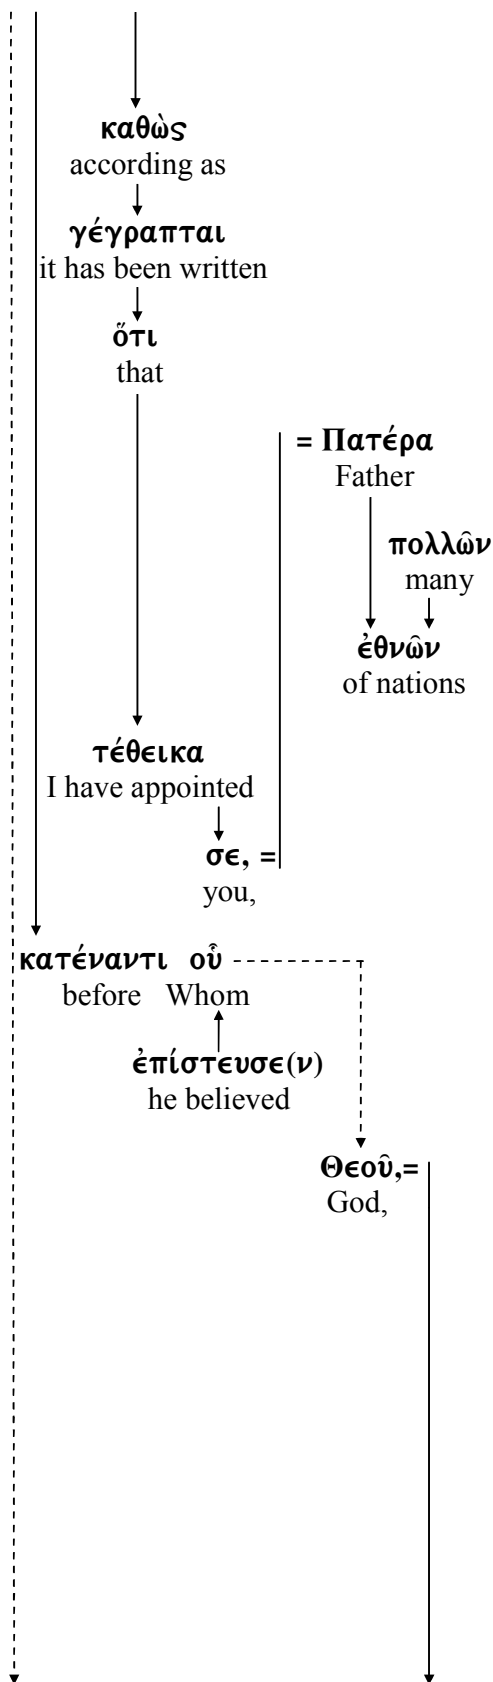 καθὼς
according as
γέγραπται
it has been written
ὅτι
that
= Πατέρα
Father
πολλῶν
many
ἐθνῶν
of nations
τέθεικα
I have appointed
σε, =
you,
κατέναντι οὗ
before Whom
ἐπίστευσε(ν)
he believed
Θεοῦ,=
God,